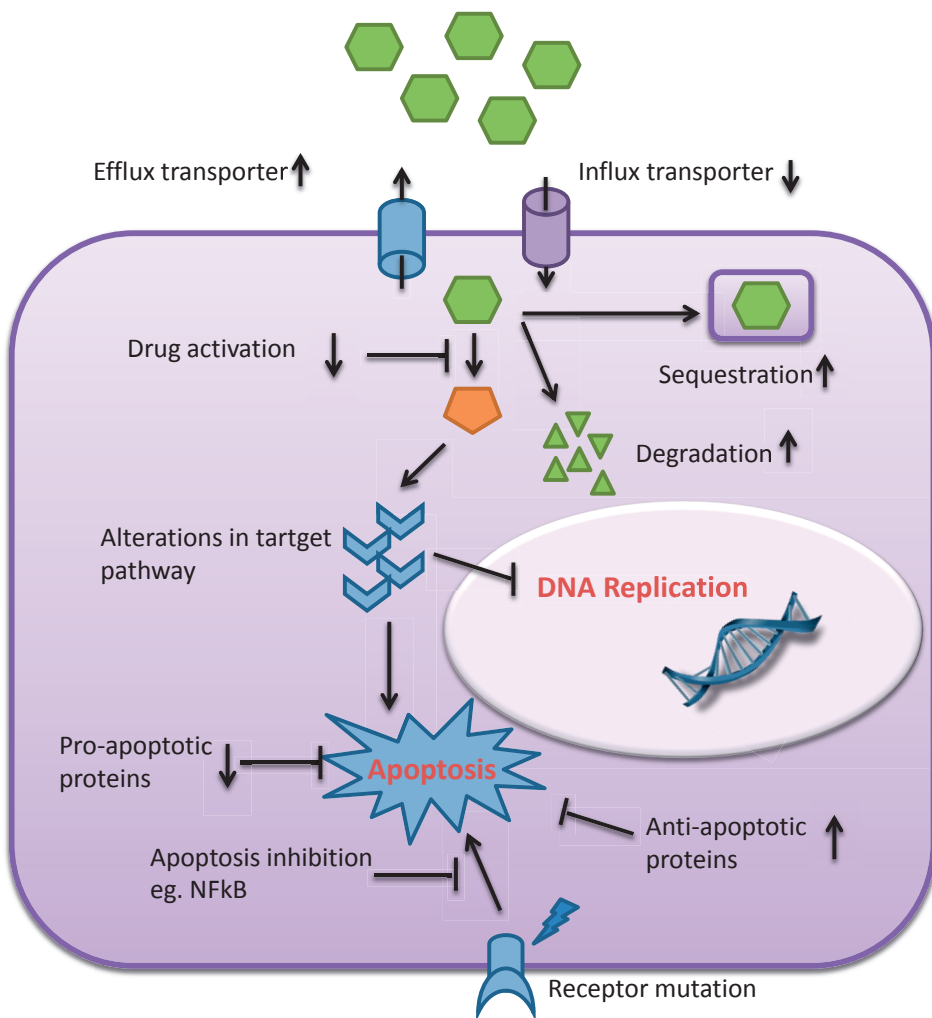 Efflux transporter
Influx transporter
Drug activation
Sequestration
Degradation
Alterations in tartget
pathway
DNA Replication
Pro-apoptotic
proteins
Apoptosis
Anti-apoptotic
proteins
Apoptosis inhibition
eg. NFkB
Receptor mutation